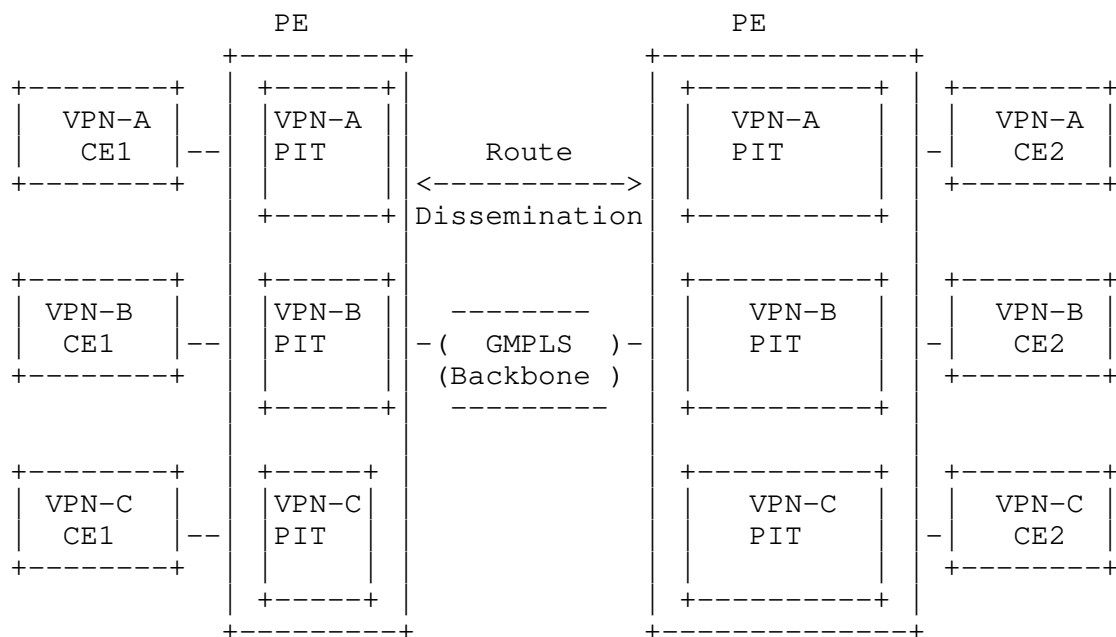 PE PE
VPN-A VPN-A VPN-A VPN-A
CE1 PIT Route PIT CE2
Dissemination
VPN-B VPN-B VPN-B VPN-B
CE1 PIT ( GMPLS ) PIT CE2
(Backbone )
VPN-C VPN-C VPN-C VPN-C
CE1 PIT PIT CE2